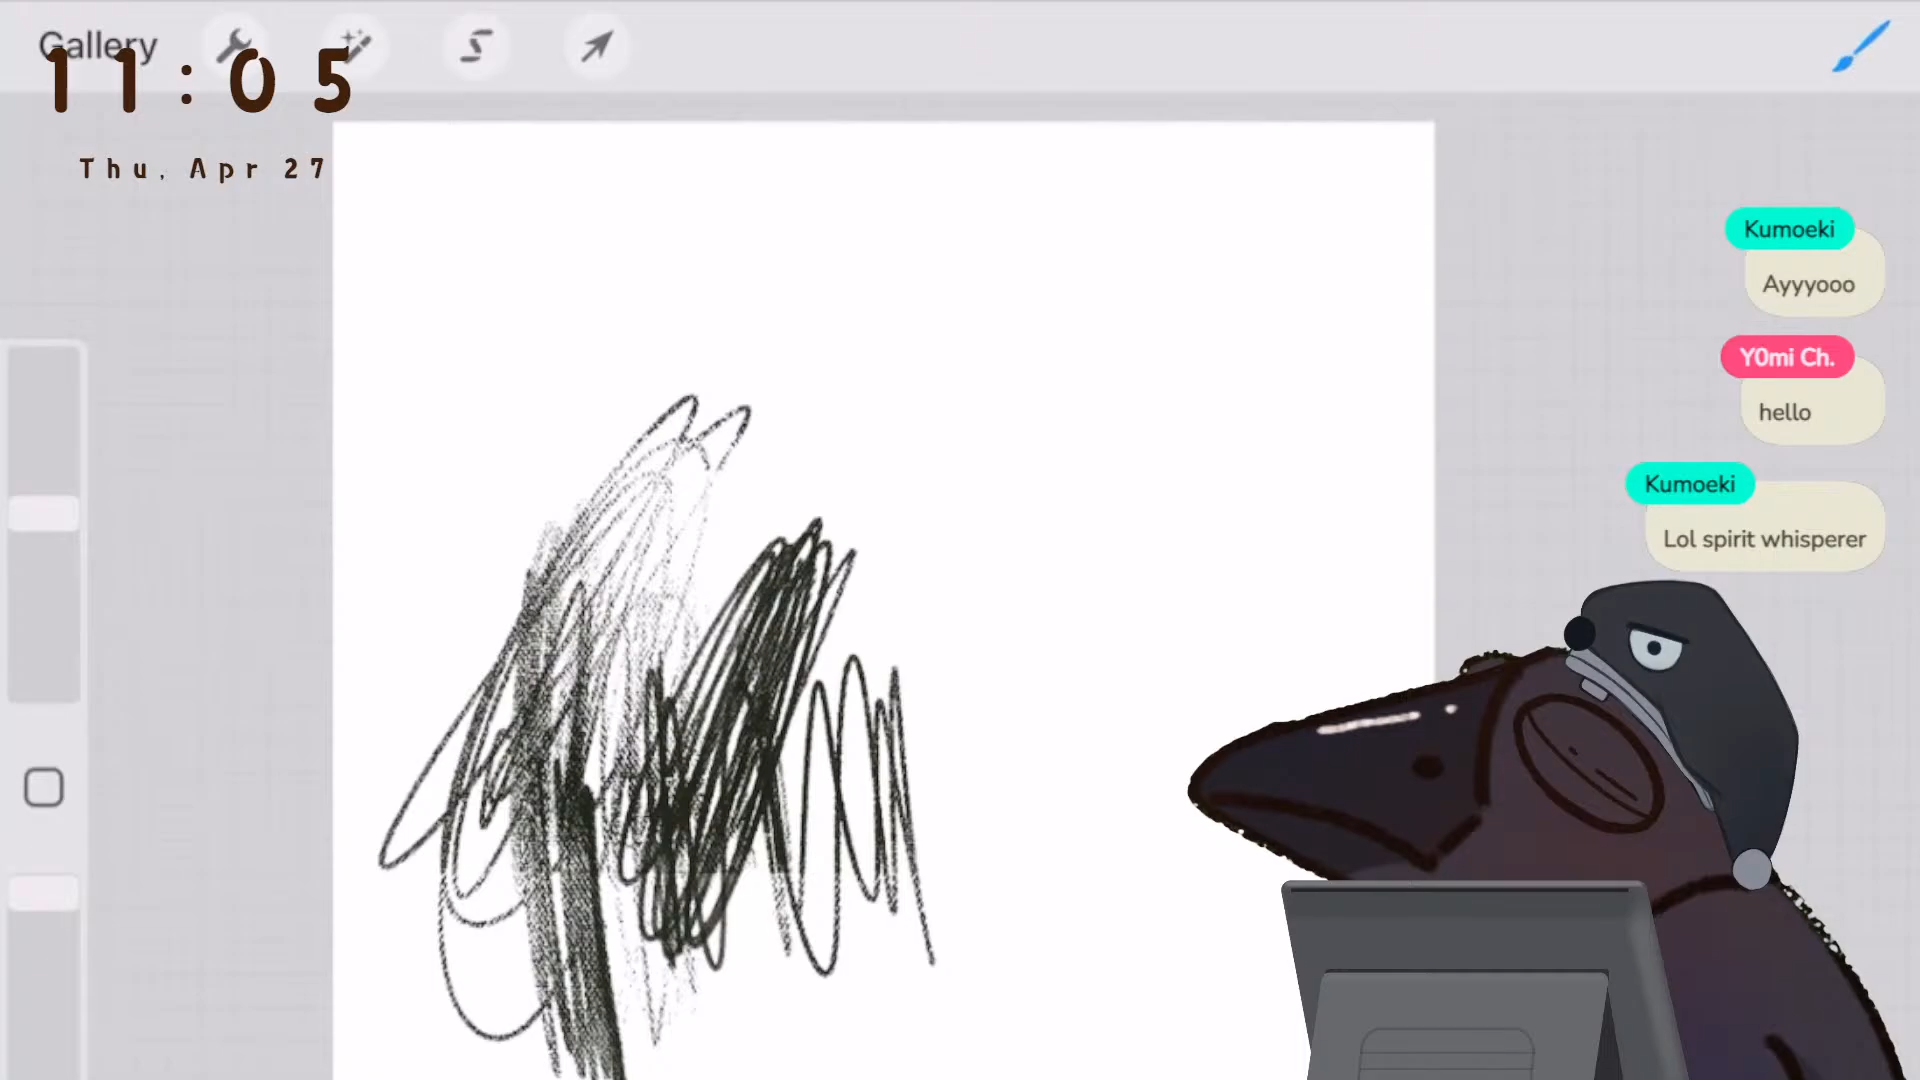 Gallery
11:05
Thu, Apr 27
Kumoeki
Ayyyooo
Y0mi Ch.
hello
Kumoeki
Lol spirit whisperer